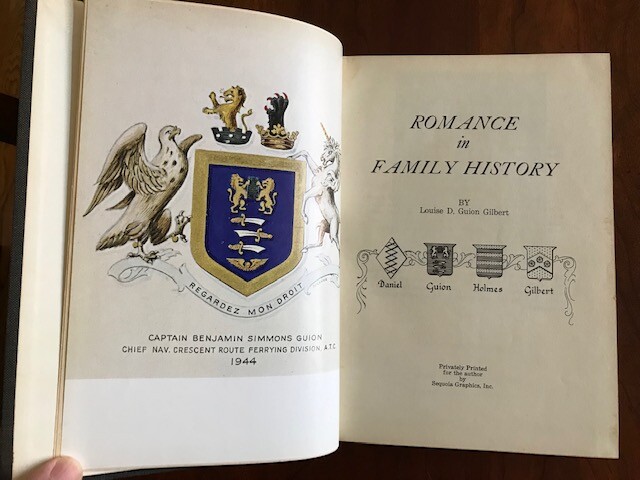 REGARDEZ MON DROIT
CAPTAIN BENJAMIN SIMMONS GUION
CHIEF NAV. CRESCENT ROUTE FERRYING DIVISION, A.T.C.
1944
ROMANCE
in
FAMILY HISTORY
BY
Louise D. Guion Gilbert
Daniel Guion Holmes Gilbert
Privately Printed
for the author
by
Sequoia Graphics, Inc.